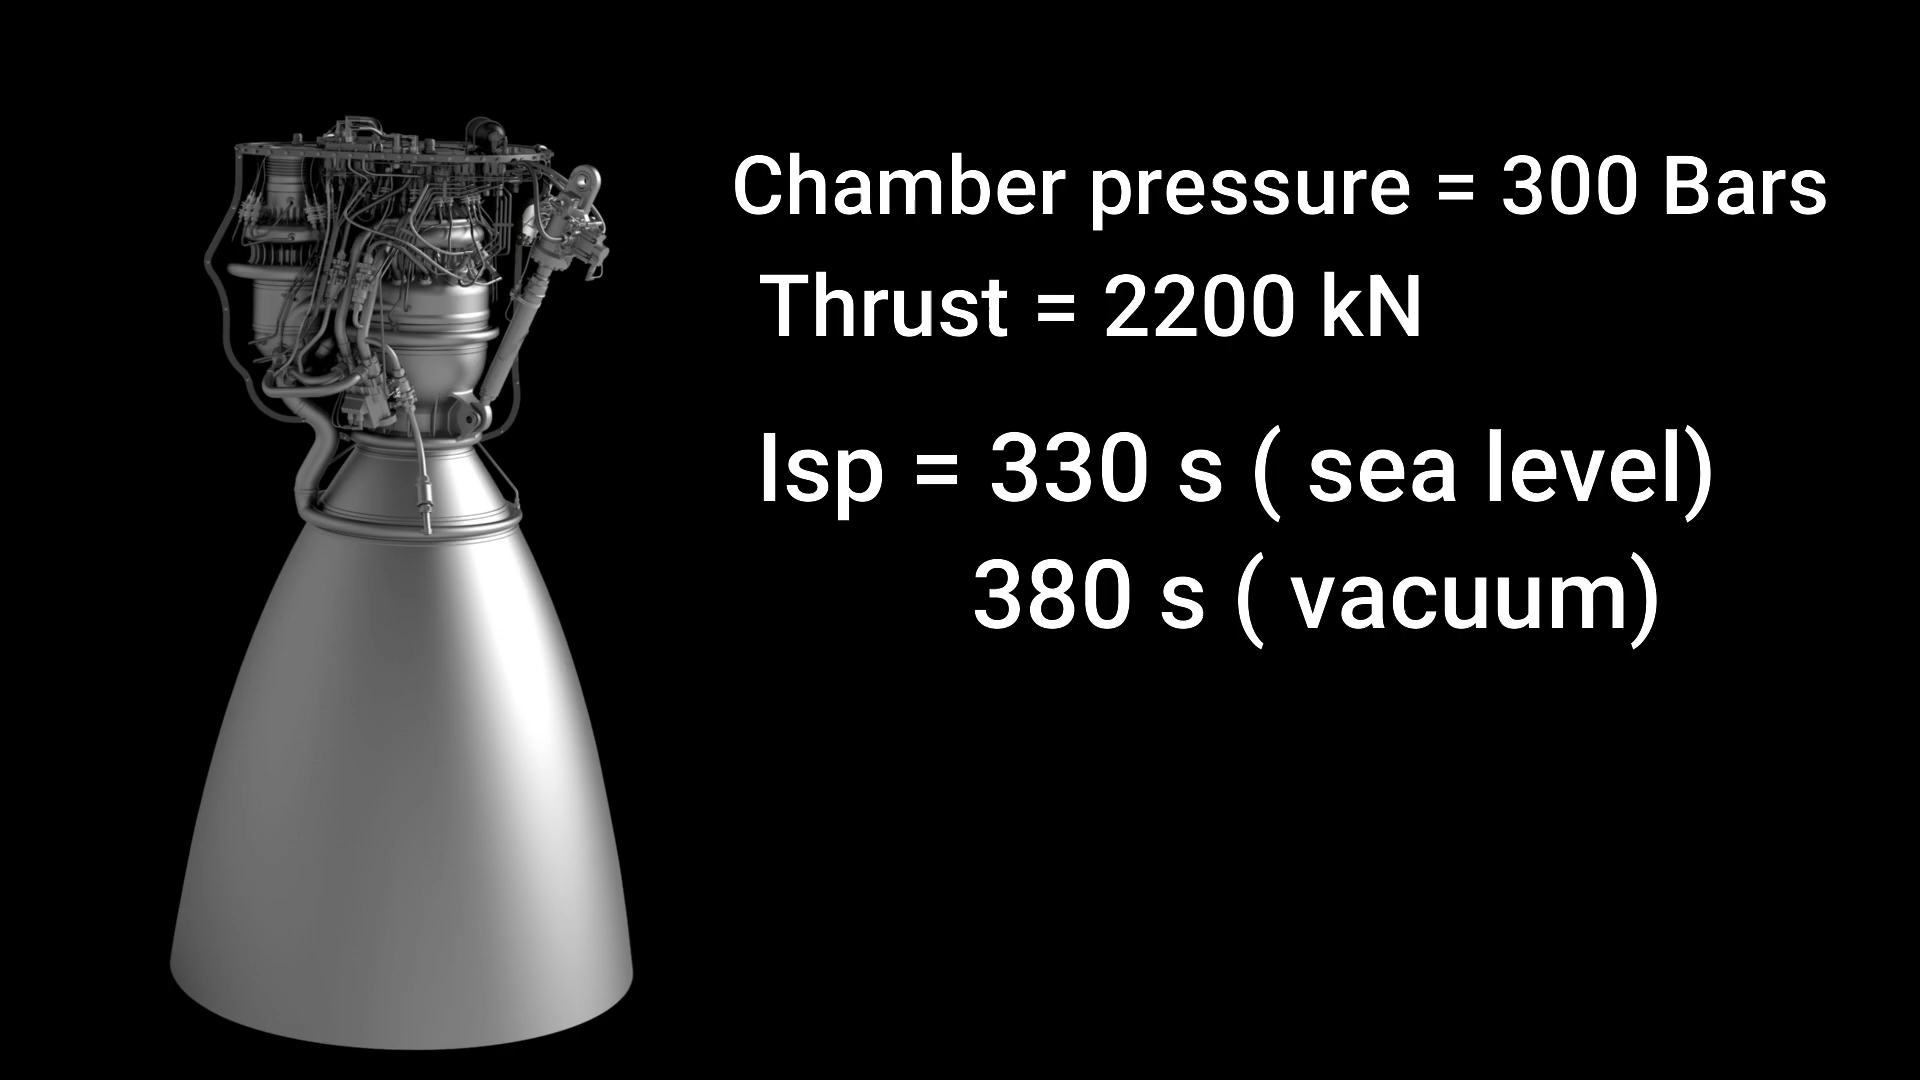 Chamber pressure = 300 Bars
Thrust = 2200 kN
Isp = 330 s ( sea level)
380 s ( vacuum)